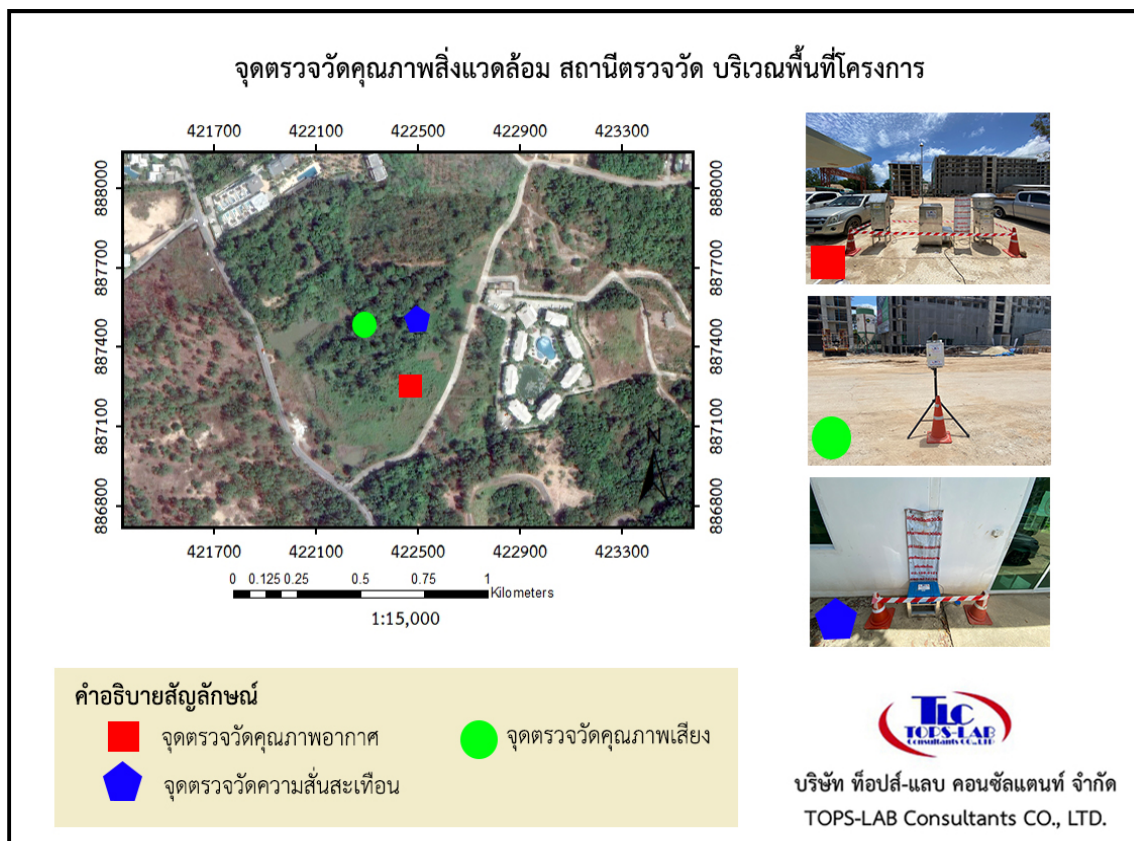 จุดตรวจวัดคุณภาพสิ่งแวดล้อม สถานีตรวจวัด บริเวณพื้นที่โครงการ
421700 422100 422500 422900 423300
888000 888000
887700 887700
887400 887400
887100 887100
886800 886800
N
421700 422100 422500 422900 423300
0 0.125 0.25 0.5 0.75 1
Kilometers
1:15,000
คำอธิบายสัญลักษณ์
จุดตรวจวัดคุณภาพอากาศ
จุดตรวจวัดคุณภาพเสียง
จุดตรวจวัดความสั่นสะเทือน
TLC
TOPS-LAB
Consultants CO.,LTD.
บริษัท ท็อปส์-แลบ คอนซัลแตนท์ จำกัด
TOPS-LAB Consultants CO., LTD.